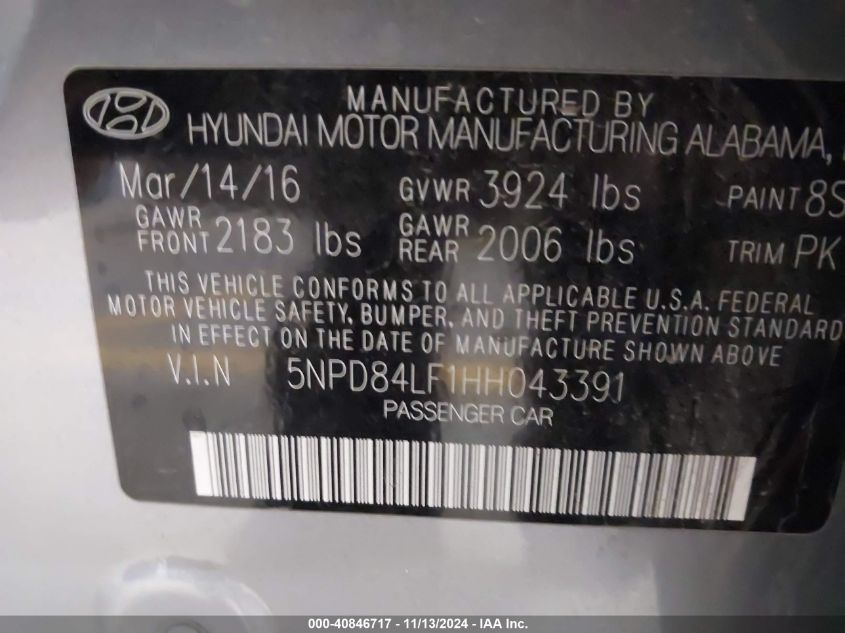 MANUFACTURED BY
HYUNDAI MOTOR MANUFACTURING ALABAMA,
Mar/14/16 GVWR 3924 lbs PAINT 8S
GAWR FRONT 2183 lbs GAWR REAR 2006 lbs TRIM PK
THIS VEHICLE CONFORMS TO ALL APPLICABLE U.S.A. FEDERAL
MOTOR VEHICLE SAFETY, BUMPER, AND THEFT PREVENTION STANDARD
IN EFFECT ON THE DATE OF MANUFACTURE SHOWN ABOVE
V.I.N 5NPD84LF1HH043391
PASSENGER CAR
000-40846717 - 11/13/2024 - IAA Inc.